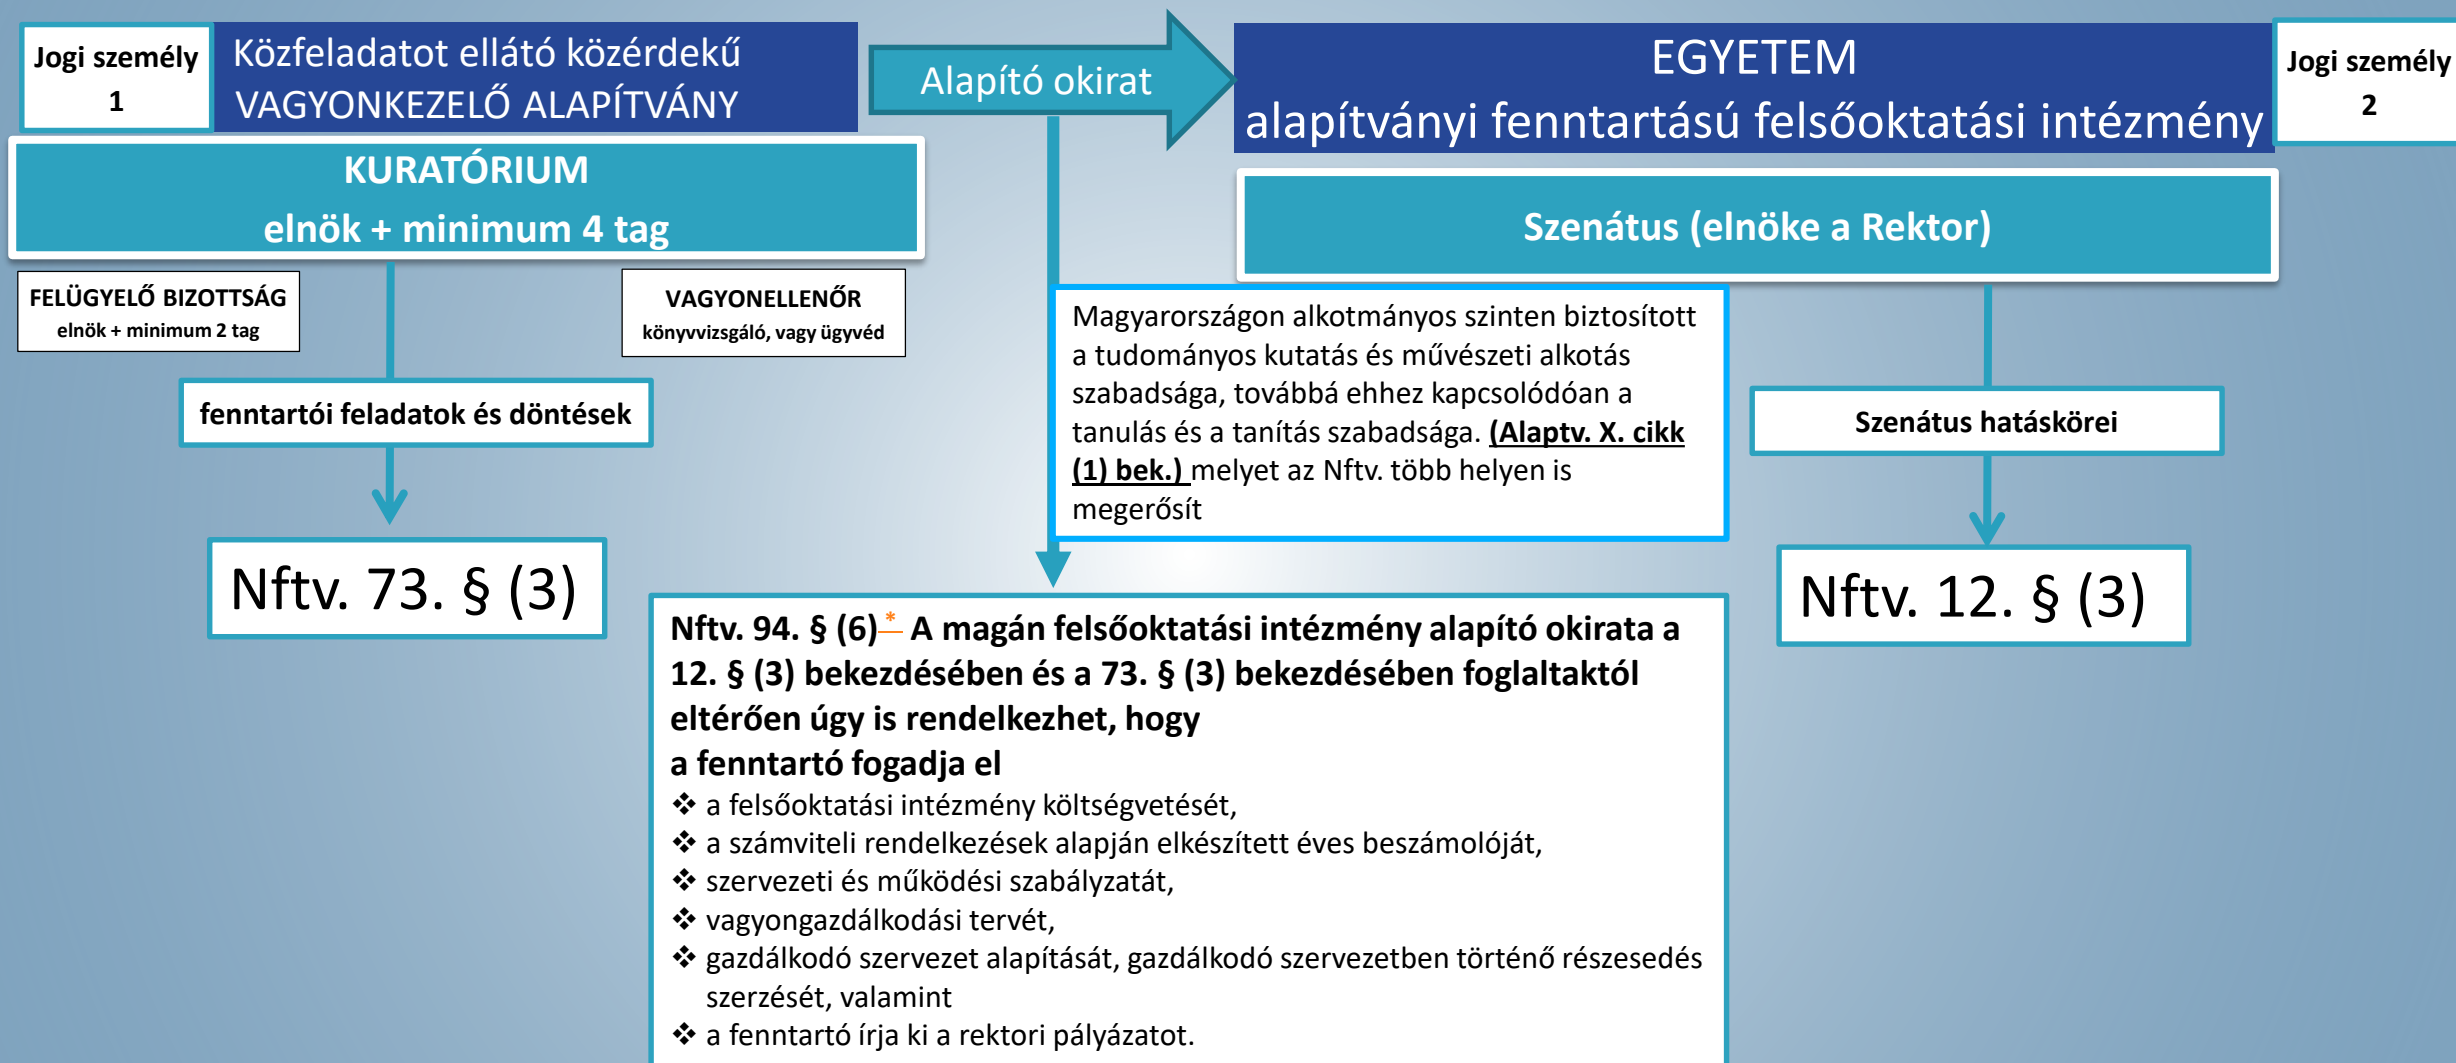 Jogi személy
1
Közfeladatot ellátó közérdekű
VAGYONKEZELŐ ALAPÍTVÁNY
Alapító okirat
EGYETEM
alapítványi fenntartású felsőoktatási intézmény
Jogi személy
2
KURATÓRIUM
elnök + minimum 4 tag
Szenátus (elnöke a Rektor)
FELÜGYELŐ BIZOTTSÁG
elnök + minimum 2 tag
VAGYONELLENŐR
könyvvizsgáló, vagy ügyvéd
Magyarországon alkotmányos szinten biztosított
a tudományos kutatás és művészeti alkotás
szabadsága, továbbá ehhez kapcsolódóan a
tanulás és a tanítás szabadsága. (Alaptv. X. cikk
(1) bek.) melyet az Nftv. több helyen is
megerősít
fenntartói feladatok és döntések
Szenátus hatáskörei
Nftv. 73. § (3)
Nftv. 12. § (3)
Nftv. 94. § (6) * A magán felsőoktatási intézmény alapító okirata a
12. § (3) bekezdésében és a 73. § (3) bekezdésében foglaltaktól
eltérően úgy is rendelkezhet, hogy
a fenntartó fogadja el
❖ a felsőoktatási intézmény költségvetését,
❖ a számviteli rendelkezések alapján elkészített éves beszámolóját,
❖ szervezeti és működési szabályzatát,
❖ vagyongazdálkodási tervét,
❖ gazdálkodó szervezet alapítását, gazdálkodó szervezetben történő részesedés
szerzését, valamint
❖ a fenntartó írja ki a rektori pályázatot.